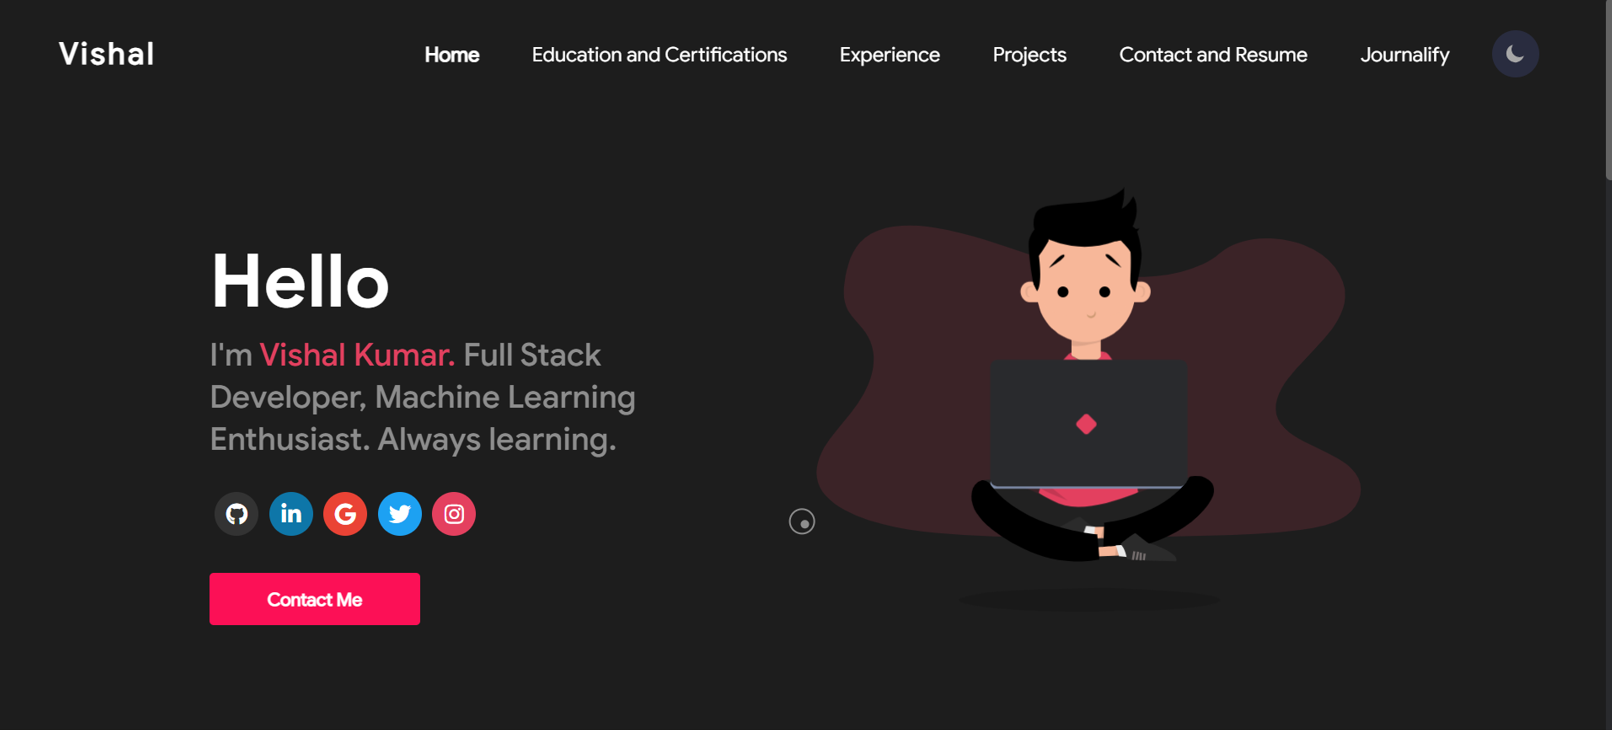 Vishal
Home
Education and Certifications
Experience
Projects
Contact and Resume
Journalify
Hello
I'm Vishal Kumar. Full Stack
Developer, Machine Learning
Enthusiast. Always learning.
in
G
Contact Me